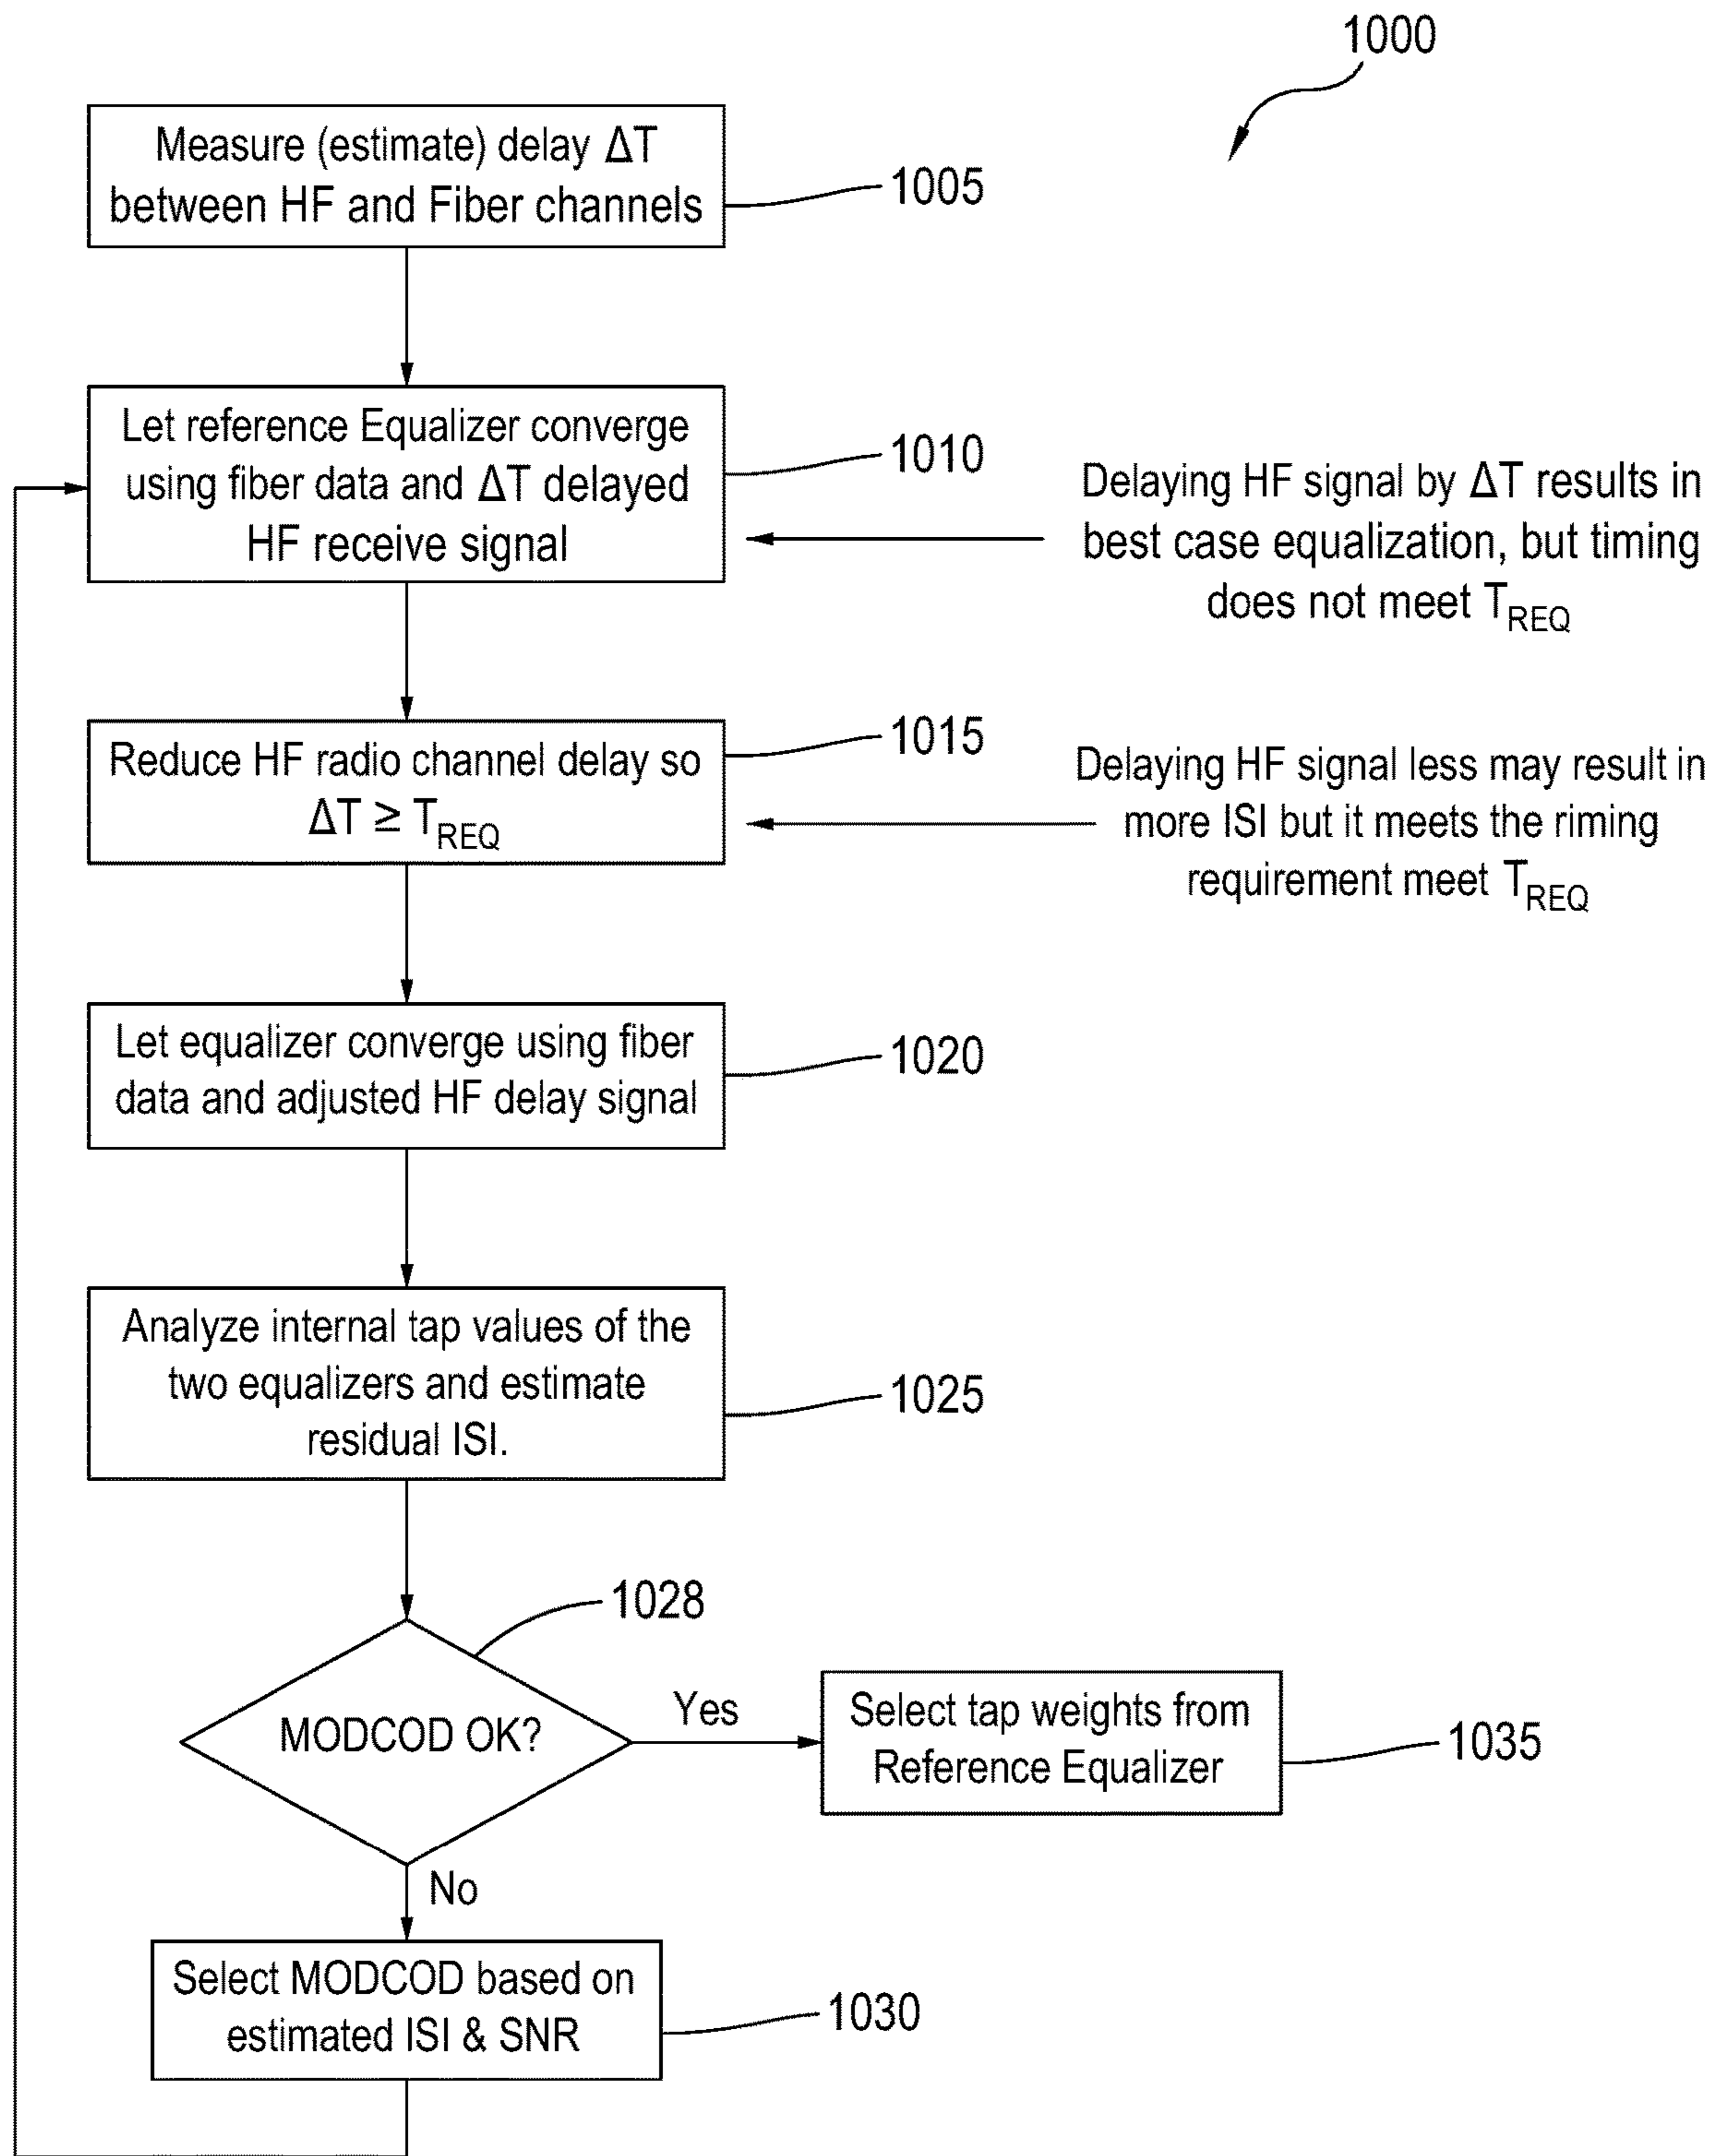 1000
Measure (estimate) delay ΔT
between HF and Fiber channels
1005
Let reference Equalizer converge
using fiber data and ΔT delayed
HF receive signal
1010
Delaying HF signal by ΔT results in
best case equalization, but timing
does not meet T_REQ
Reduce HF radio channel delay so
ΔT ≥ T_REQ
1015
Delaying HF signal less may result in
more ISI but it meets the riming
requirement meet T_REQ
Let equalizer converge using fiber
data and adjusted HF delay signal
1020
Analyze internal tap values of the
two equalizers and estimate
residual ISI.
1025
1028
MODCOD OK?
Yes
Select tap weights from
Reference Equalizer
1035
No
Select MODCOD based on
estimated ISI & SNR
1030